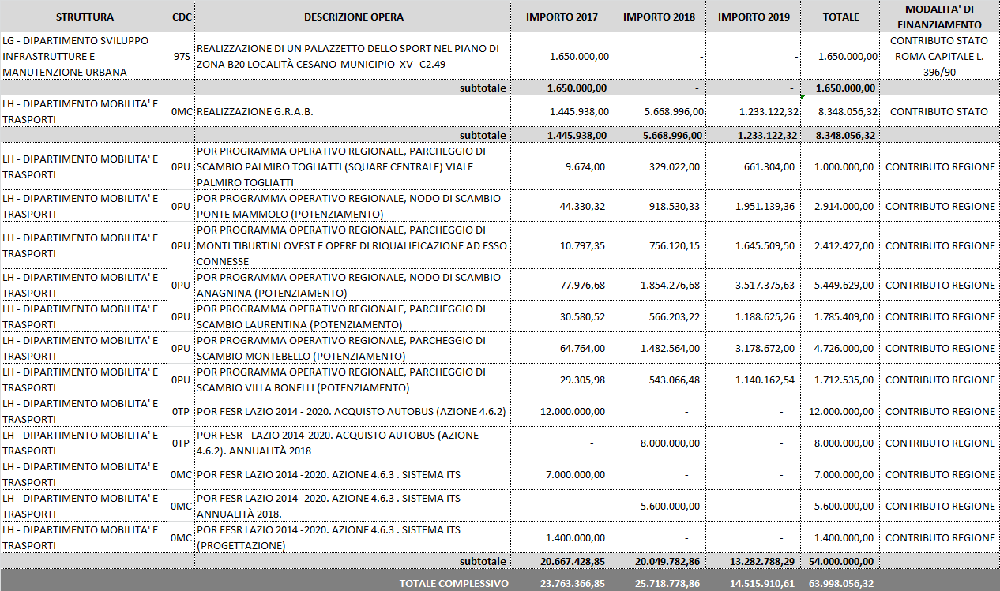 STRUTTURA CDC DESCRIZIONE OPERA IMPORTO 2017 IMPORTO 2018 IMPORTO 2019 TOTALE MODALITA' DI
FINANZIAMENTO
LG - DIPARTIMENTO SVILUPPO
INFRASTRUTTURE E
MANUTENZIONE URBANA
97S
REALIZZAZIONE DI UN PALAZZETTO DELLO SPORT NEL PIANO DI
ZONA B20 LOCALITÀ CESANO-MUNICIPIO XV- C2.49
1.650.000,00 - - 1.650.000,00
CONTRIBUTO STATO
ROMA CAPITALE L.
396/90
subtotale 1.650.000,00 - - 1.650.000,00
LH - DIPARTIMENTO MOBILITA' E
TRASPORTI
0MC REALIZZAZIONE G.R.A.B. 1.445.938,00 5.668.996,00 1.233.122,32 8.348.056,32 CONTRIBUTO STATO
subtotale 1.445.938,00 5.668.996,00 1.233.122,32 8.348.056,32
LH - DIPARTIMENTO MOBILITA' E
TRASPORTI
0PU
POR PROGRAMMA OPERATIVO REGIONALE, PARCHEGGIO DI
SCAMBIO PALMIRO TOGLIATTI (SQUARE CENTRALE) VIALE
PALMIRO TOGLIATTI
9.674,00 329.022,00 661.304,00 1.000.000,00 CONTRIBUTO REGIONE
LH - DIPARTIMENTO MOBILITA' E
TRASPORTI
0PU
POR PROGRAMMA OPERATIVO REGIONALE, NODO DI SCAMBIO
PONTE MAMMOLO (POTENZIAMENTO)
44.330,32 918.530,33 1.951.139,36 2.914.000,00 CONTRIBUTO REGIONE
LH - DIPARTIMENTO MOBILITA' E
TRASPORTI
0PU
POR PROGRAMMA OPERATIVO REGIONALE, PARCHEGGIO DI
MONTI TIBURTINI OVEST E OPERE DI RIQUALIFICAZIONE AD ESSO
CONNESSE
10.797,35 756.120,15 1.645.509,50 2.412.427,00 CONTRIBUTO REGIONE
LH - DIPARTIMENTO MOBILITA' E
TRASPORTI
0PU
POR PROGRAMMA OPERATIVO REGIONALE, NODO DI SCAMBIO
ANAGNINA (POTENZIAMENTO)
77.976,68 1.854.276,68 3.517.375,63 5.449.629,00 CONTRIBUTO REGIONE
LH - DIPARTIMENTO MOBILITA' E
TRASPORTI
0PU
POR PROGRAMMA OPERATIVO REGIONALE, PARCHEGGIO DI
SCAMBIO LAURENTINA (POTENZIAMENTO)
30.580,52 566.203,22 1.188.625,26 1.785.409,00 CONTRIBUTO REGIONE
LH - DIPARTIMENTO MOBILITA' E
TRASPORTI
0PU
POR PROGRAMMA OPERATIVO REGIONALE, PARCHEGGIO DI
SCAMBIO MONTEBELLO (POTENZIAMENTO)
64.764,00 1.482.564,00 3.178.672,00 4.726.000,00 CONTRIBUTO REGIONE
LH - DIPARTIMENTO MOBILITA' E
TRASPORTI
0PU
POR PROGRAMMA OPERATIVO REGIONALE, PARCHEGGIO DI
SCAMBIO VILLA BONELLI (POTENZIAMENTO)
29.305,98 543.066,48 1.140.162,54 1.712.535,00 CONTRIBUTO REGIONE
LH - DIPARTIMENTO MOBILITA' E
TRASPORTI
0TP POR FESR LAZIO 2014 - 2020. ACQUISTO AUTOBUS (AZIONE 4.6.2) 12.000.000,00 - - 12.000.000,00 CONTRIBUTO REGIONE
LH - DIPARTIMENTO MOBILITA' E
TRASPORTI
0TP
POR FESR - LAZIO 2014-2020. ACQUISTO AUTOBUS (AZIONE
4.6.2). ANNUALITÀ 2018
- 8.000.000,00 - 8.000.000,00 CONTRIBUTO REGIONE
LH - DIPARTIMENTO MOBILITA' E
TRASPORTI
0MC POR FESR LAZIO 2014 -2020. AZIONE 4.6.3 . SISTEMA ITS 7.000.000,00 - - 7.000.000,00 CONTRIBUTO REGIONE
LH - DIPARTIMENTO MOBILITA' E
TRASPORTI
0MC
POR FESR LAZIO 2014 -2020. AZIONE 4.6.3 . SISTEMA ITS
ANNUALITÀ 2018.
- 5.600.000,00 - 5.600.000,00 CONTRIBUTO REGIONE
LH - DIPARTIMENTO MOBILITA' E
TRASPORTI
0MC
POR FESR LAZIO 2014 -2020. AZIONE 4.6.3 . SISTEMA ITS
(PROGETTAZIONE)
1.400.000,00 - - 1.400.000,00 CONTRIBUTO REGIONE
subtotale 20.667.428,85 20.049.782,86 13.282.788,29 54.000.000,00
TOTALE COMPLESSIVO 23.763.366,85 25.718.778,86 14.515.910,61 63.998.056,32